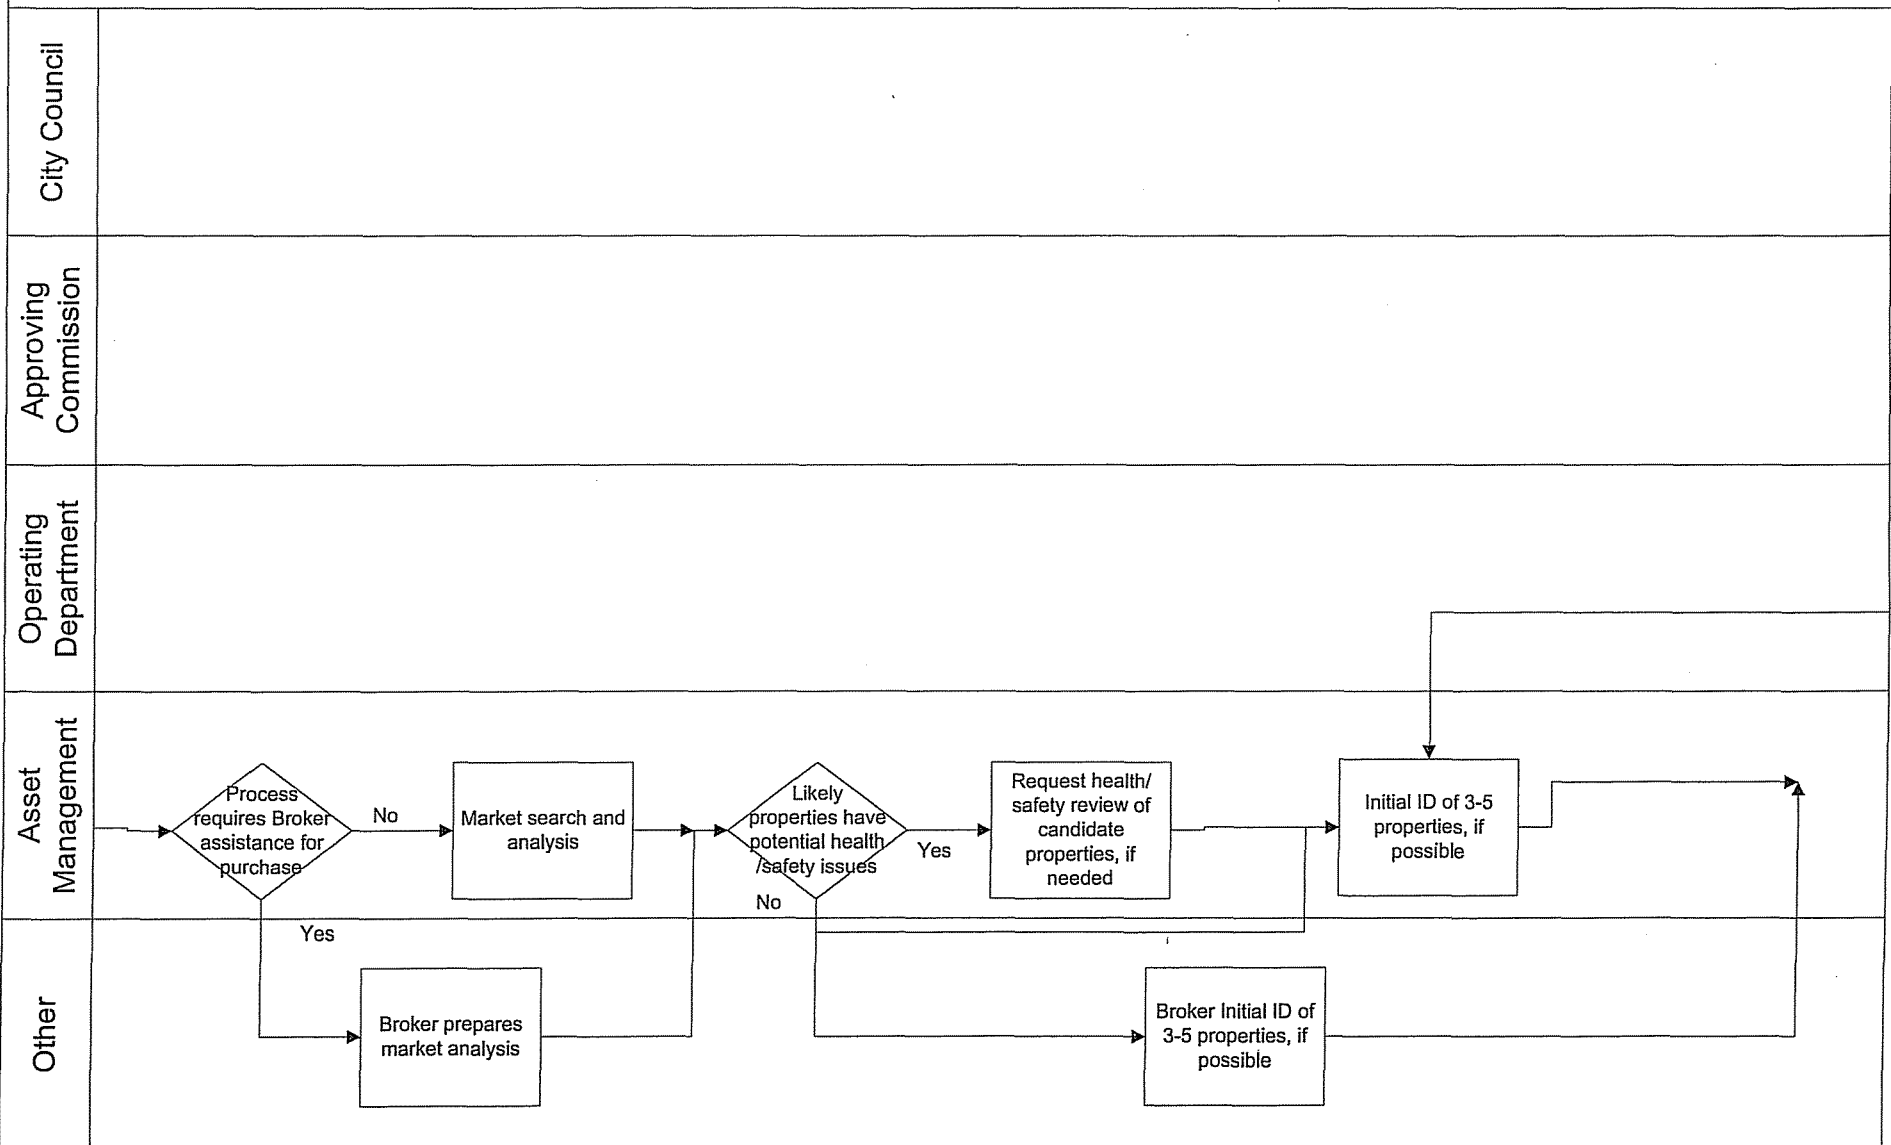 City Council
Approving
Commission
Operating
Department
Asset
Management
Process
requires Broker
assistance for
purchase
No
Market search and
analysis
Likely
properties have
potential health
/safety issues
Yes
Request health/
safety review of
candidate
properties, if
needed
Initial ID of 3-5
properties, if
possible
No
Other
Yes
Broker prepares
market analysis
Broker Initial ID of
3-5 properties, if
possible